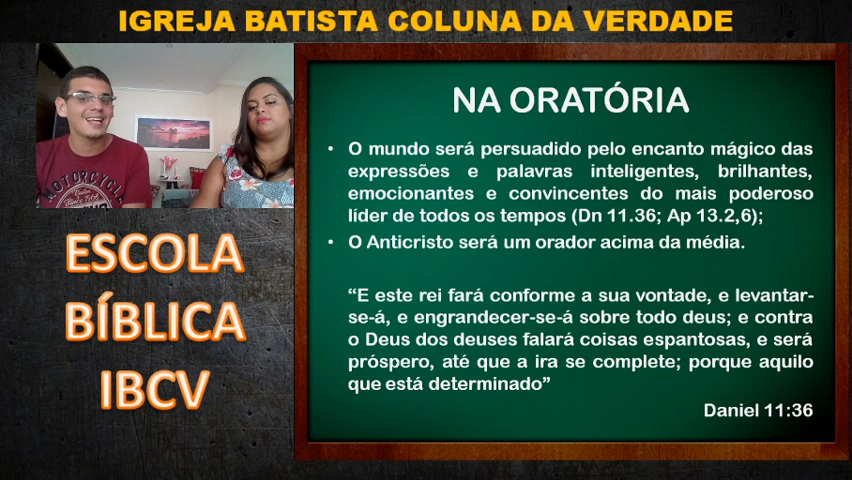 IGREJA BATISTA COLUNA DA VERDADE
MOTORCYCLE
NA ORATÓRIA
• O mundo será persuadido pelo encanto mágico das
expressões e palavras inteligentes, brilhantes,
emocionantes e convincentes do mais poderoso
líder de todos os tempos (Dn 11.36; Ap 13.2,6);
• O Anticristo será um orador acima da média.
“E este rei fará conforme a sua vontade, e levantar-
se-á, e engrandecer-se-á sobre todo deus; e contra
o Deus dos deuses falará coisas espantosas, e será
próspero, até que a ira se complete; porque aquilo
que está determinado”
Daniel 11:36
ESCOLA
BÍBLICA
IBCV